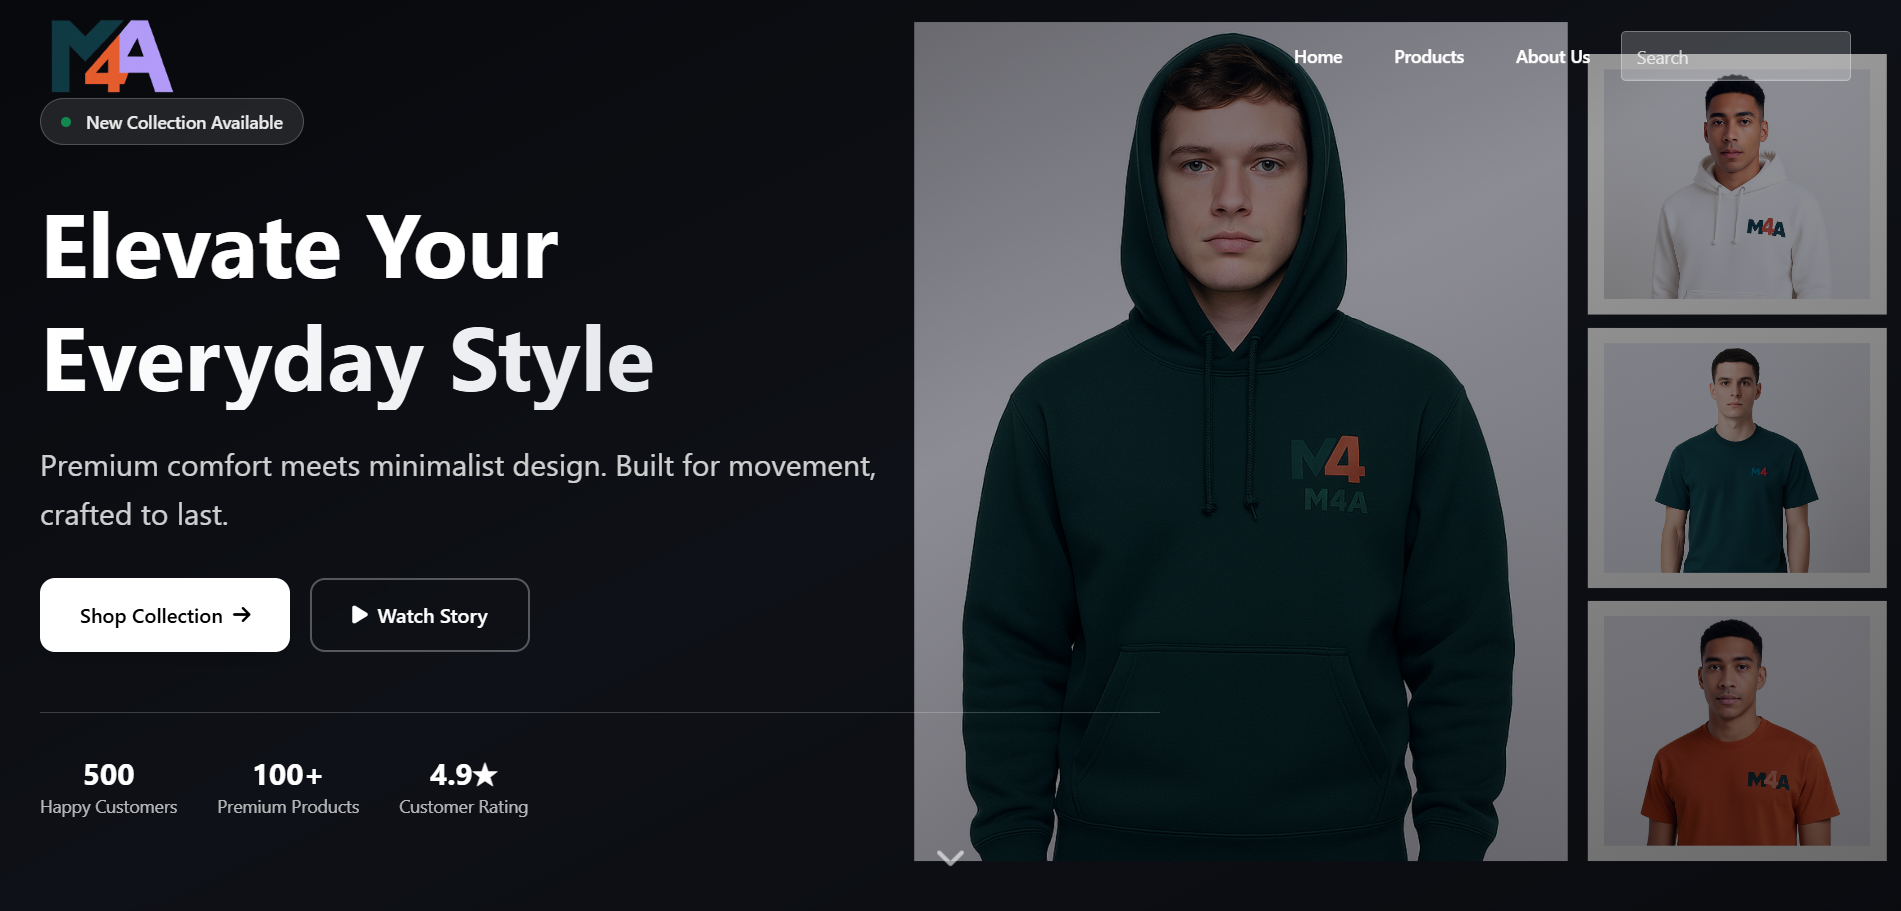 M4A
Home
Products
About Us
Search
New Collection Available
Elevate Your
Everyday Style
Premium comfort meets minimalist design. Built for movement,
crafted to last.
Shop Collection →
Watch Story
500
Happy Customers
100+
Premium Products
4.9★
Customer Rating
M4
M4A
M4A
M4
M4A